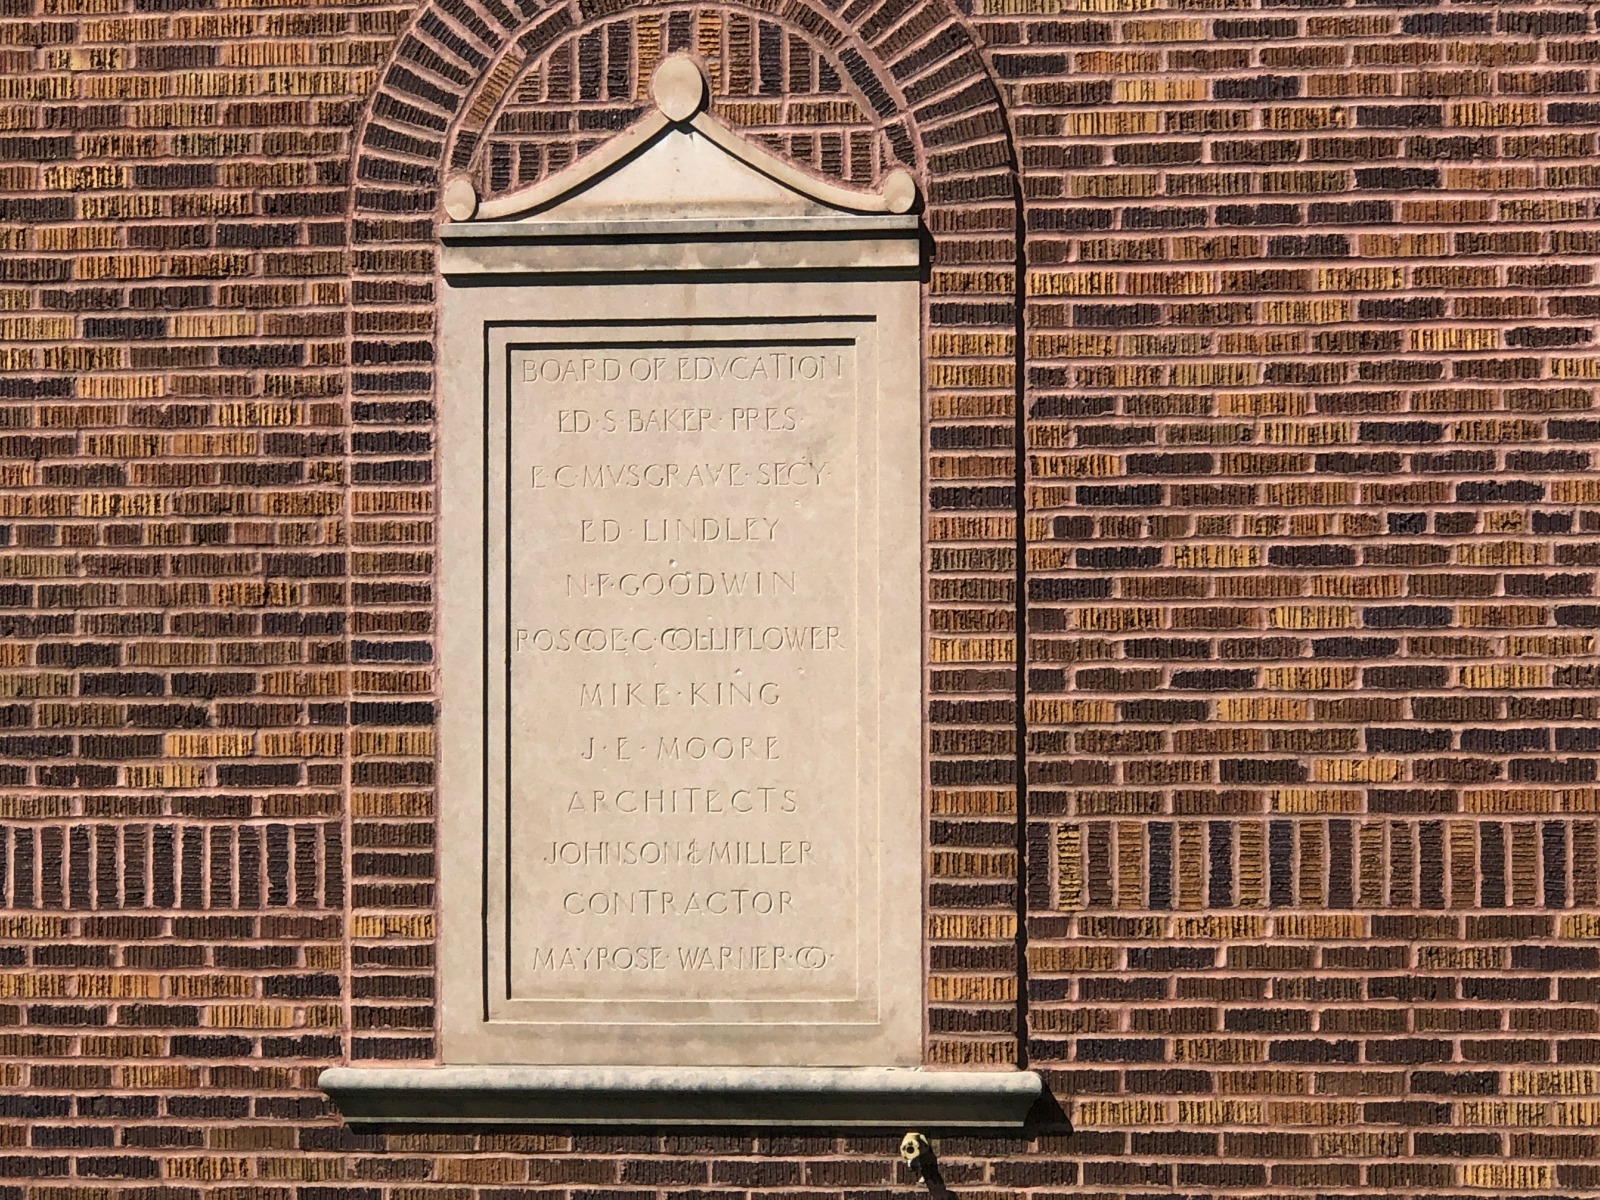 BOARD OF EDVCATION
ED·S·BAKER·PRES·
E·C·MVSGRAVE·SECY·
ED·LINDLEY
N·F·GOODWIN
ROSCOE·C·COLLIFLOWER
MIKE·KING
J·E·MOORE
ARCHITECTS
JOHNSON & MILLER
CONTRACTOR
MAYROSE·WARNER·CO·